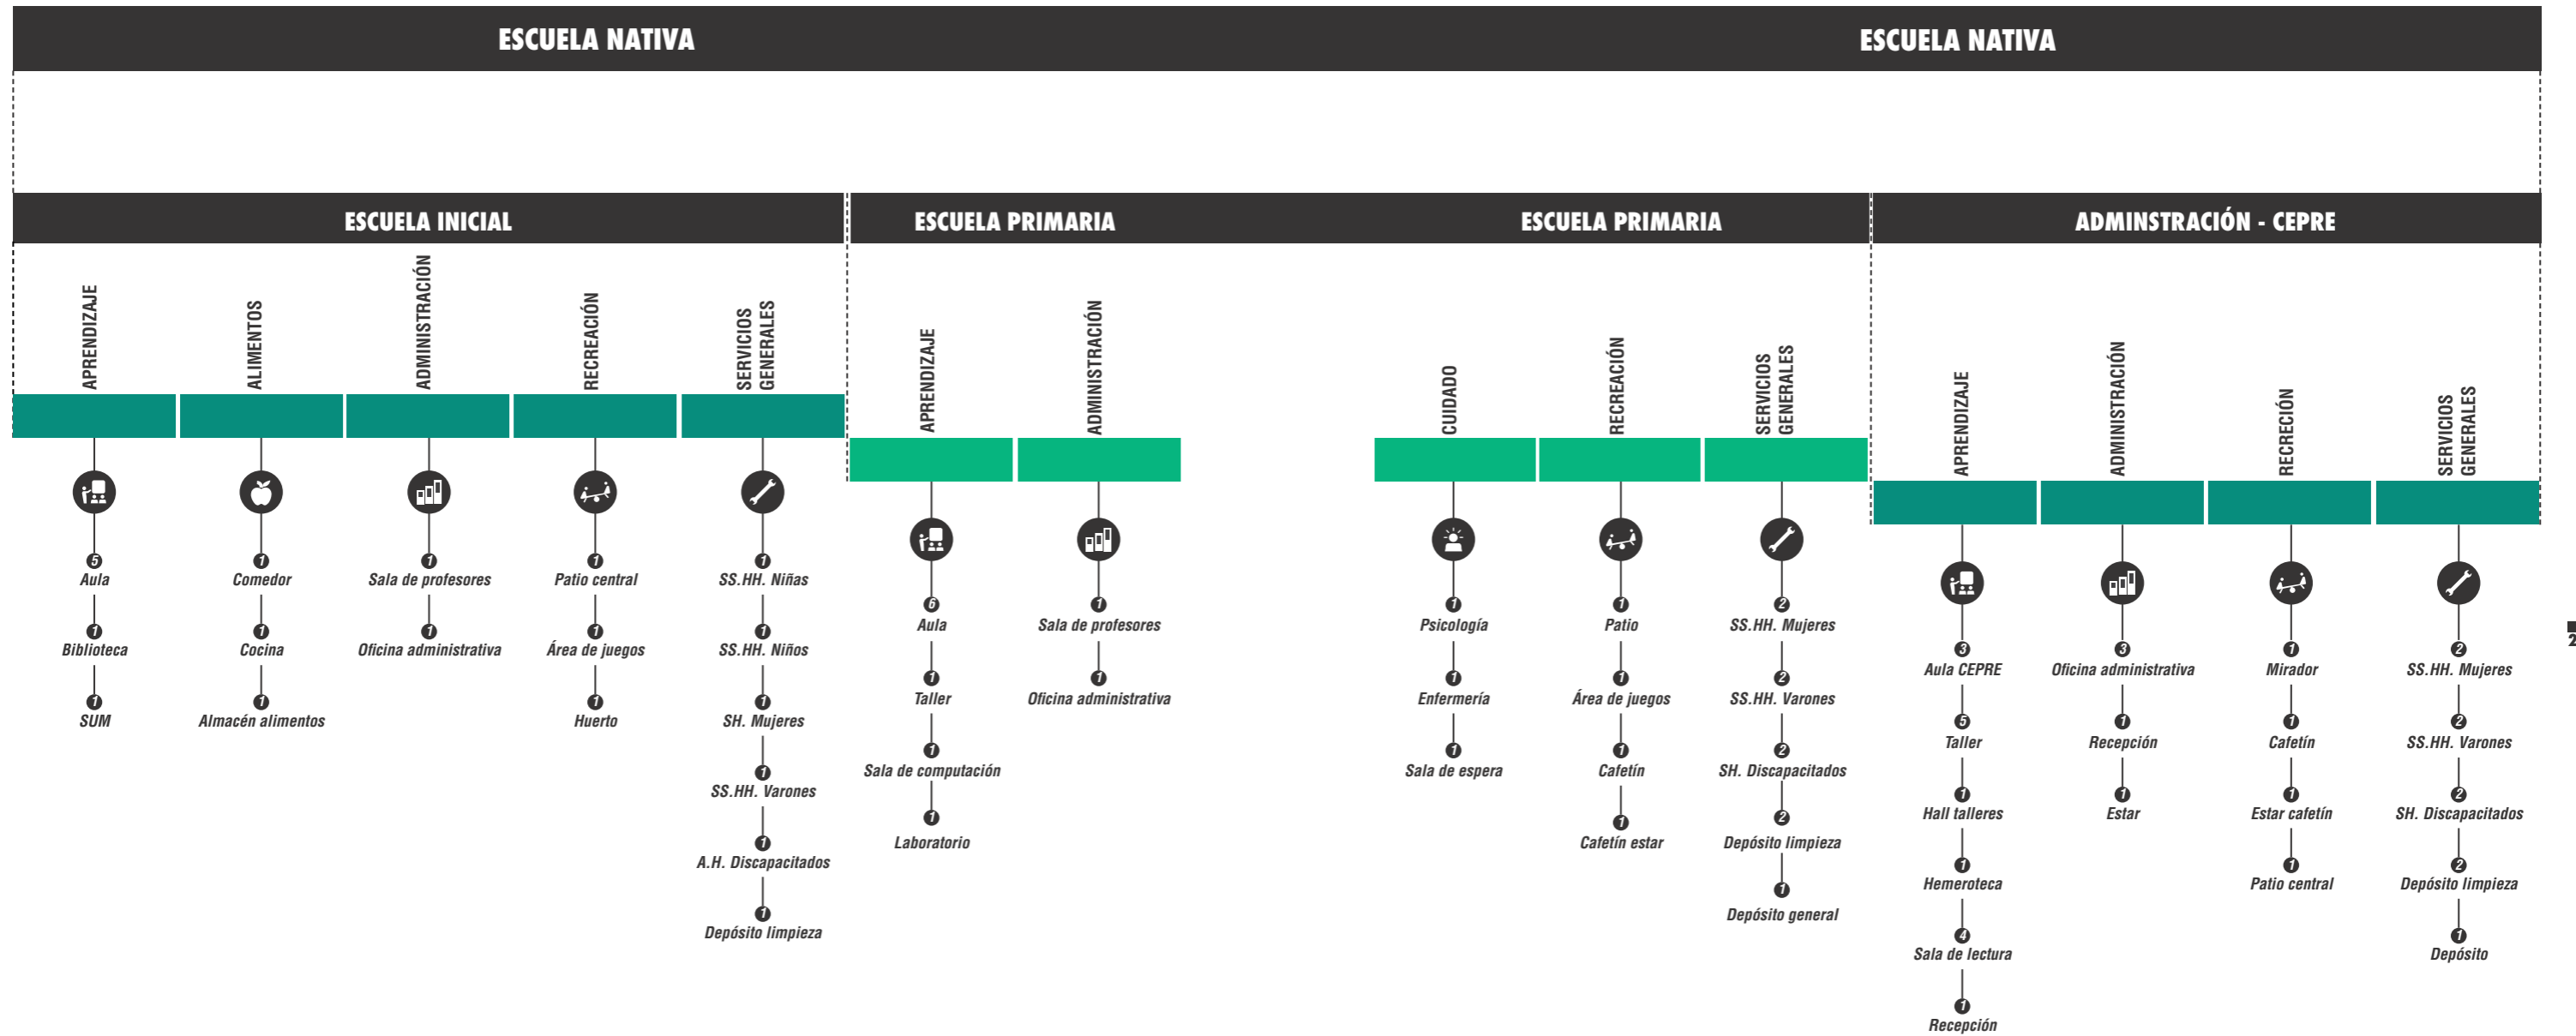 ESCUELA NATIVA
ESCUELA NATIVA
ESCUELA INICIAL
ESCUELA PRIMARIA
ESCUELA PRIMARIA
ADMINSTRACIÓN - CEPRE
APRENDIZAJE
5
Aula
1
Biblioteca
1
SUM
ALIMENTOS
1
Comedor
1
Cocina
1
Almacén alimentos
ADMINISTRACIÓN
1
Sala de profesores
1
Oficina administrativa
RECREACIÓN
1
Patio central
1
Área de juegos
1
Huerto
SERVICIOS
GENERALES
1
SS.HH. Niñas
1
SS.HH. Niños
1
SH. Mujeres
1
SS.HH. Varones
1
A.H. Discapacitados
1
Depósito limpieza
APRENDIZAJE
6
Aula
1
Taller
1
Sala de computación
1
Laboratorio
ADMINISTRACIÓN
1
Sala de profesores
1
Oficina administrativa
CUIDADO
1
Psicología
1
Enfermería
1
Sala de espera
RECREACIÓN
1
Patio
1
Área de juegos
1
Cafetín
1
Cafetín estar
SERVICIOS
GENERALES
2
SS.HH. Mujeres
2
SS.HH. Varones
2
SH. Discapacitados
2
Depósito limpieza
1
Depósito general
APRENDIZAJE
3
Aula CEPRE
5
Taller
1
Hall talleres
1
Hemeroteca
4
Sala de lectura
1
Recepción
ADMINISTRACIÓN
3
Oficina administrativa
1
Recepción
1
Estar
RECRECIÓN
1
Mirador
1
Cafetín
1
Estar cafetín
1
Patio central
SERVICIOS
GENERALES
2
SS.HH. Mujeres
2
SS.HH. Varones
2
SH. Discapacitados
2
Depósito limpieza
1
Depósito